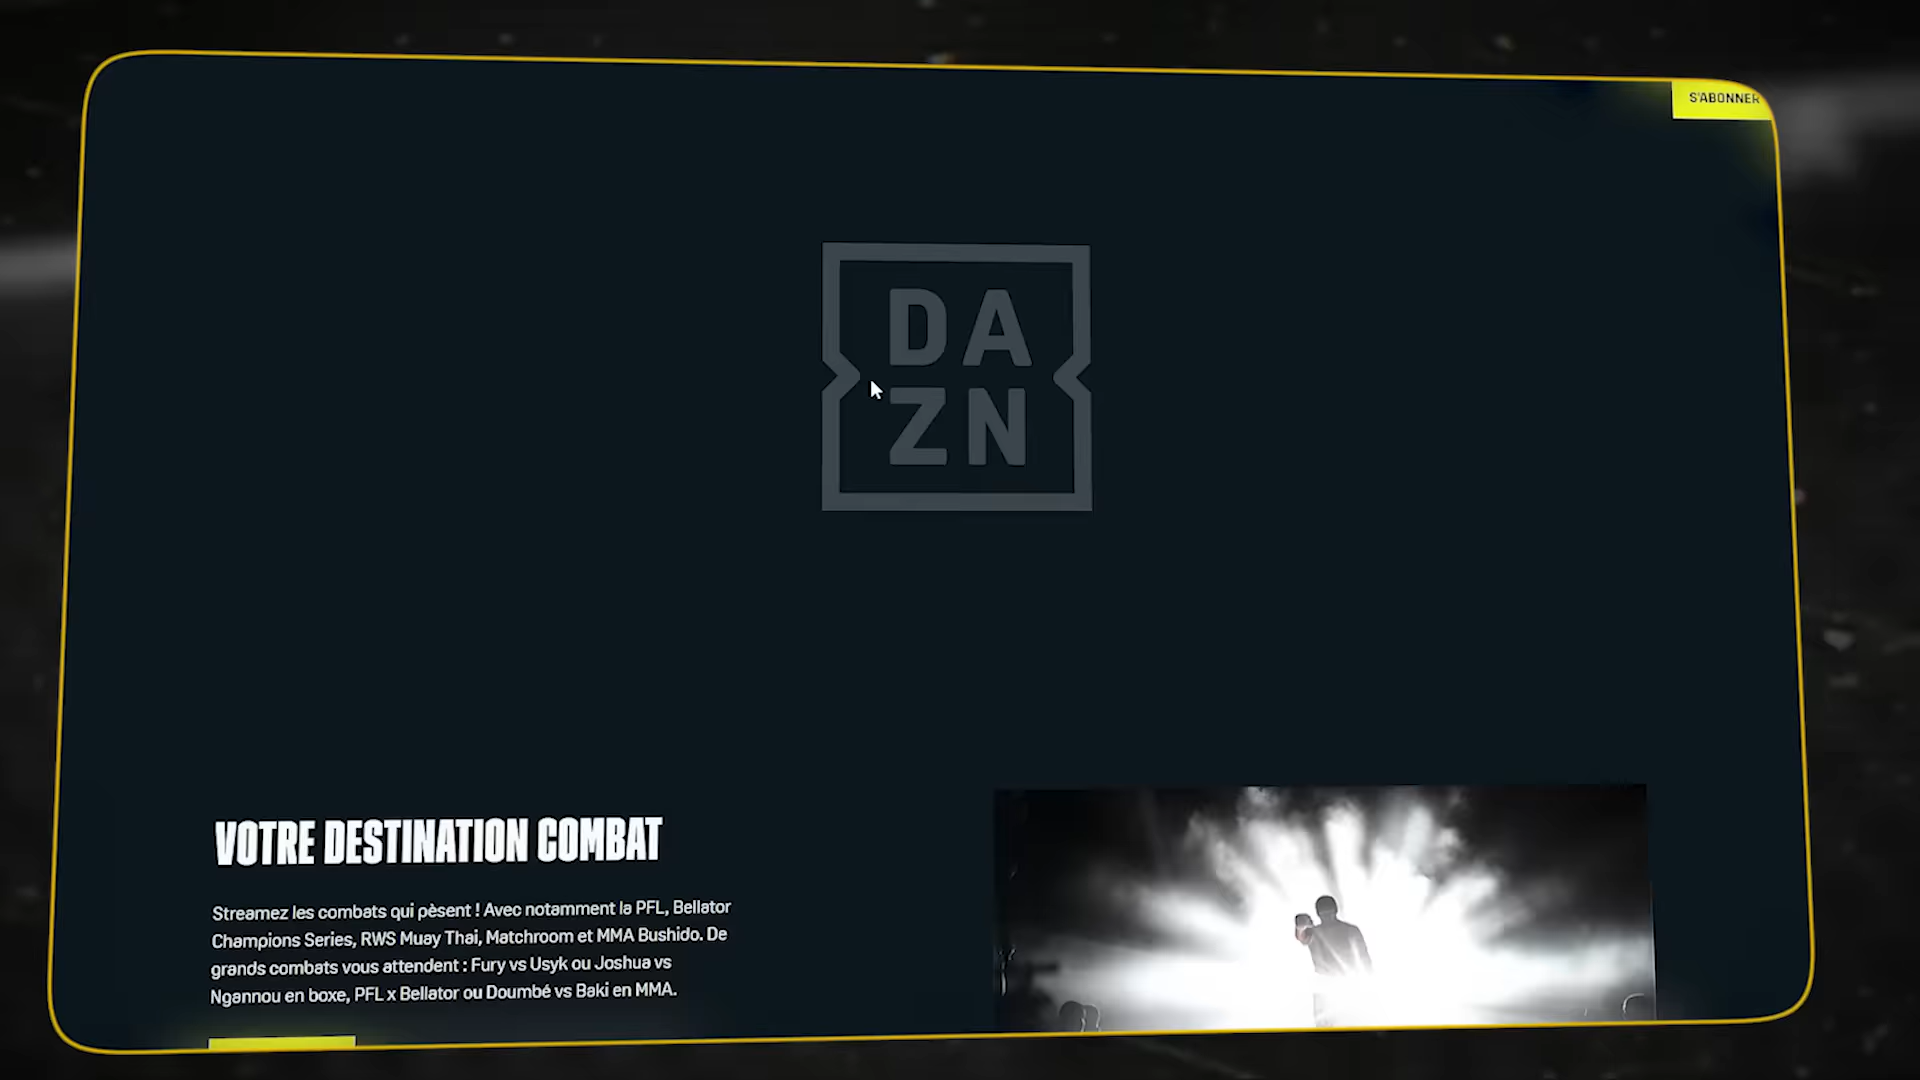 S'ABONNER
DA
ZN
VOTRE DESTINATION COMBAT
Streamez les combats qui pèsent ! Avec notamment la PFL, Bellator
Champions Series, RWS Muay Thai, Matchroom et MMA Bushido. De
grands combats vous attendent : Fury vs Usyk ou Joshua vs
Ngannou en boxe, PFL x Bellator ou Doumbé vs Baki en MMA.